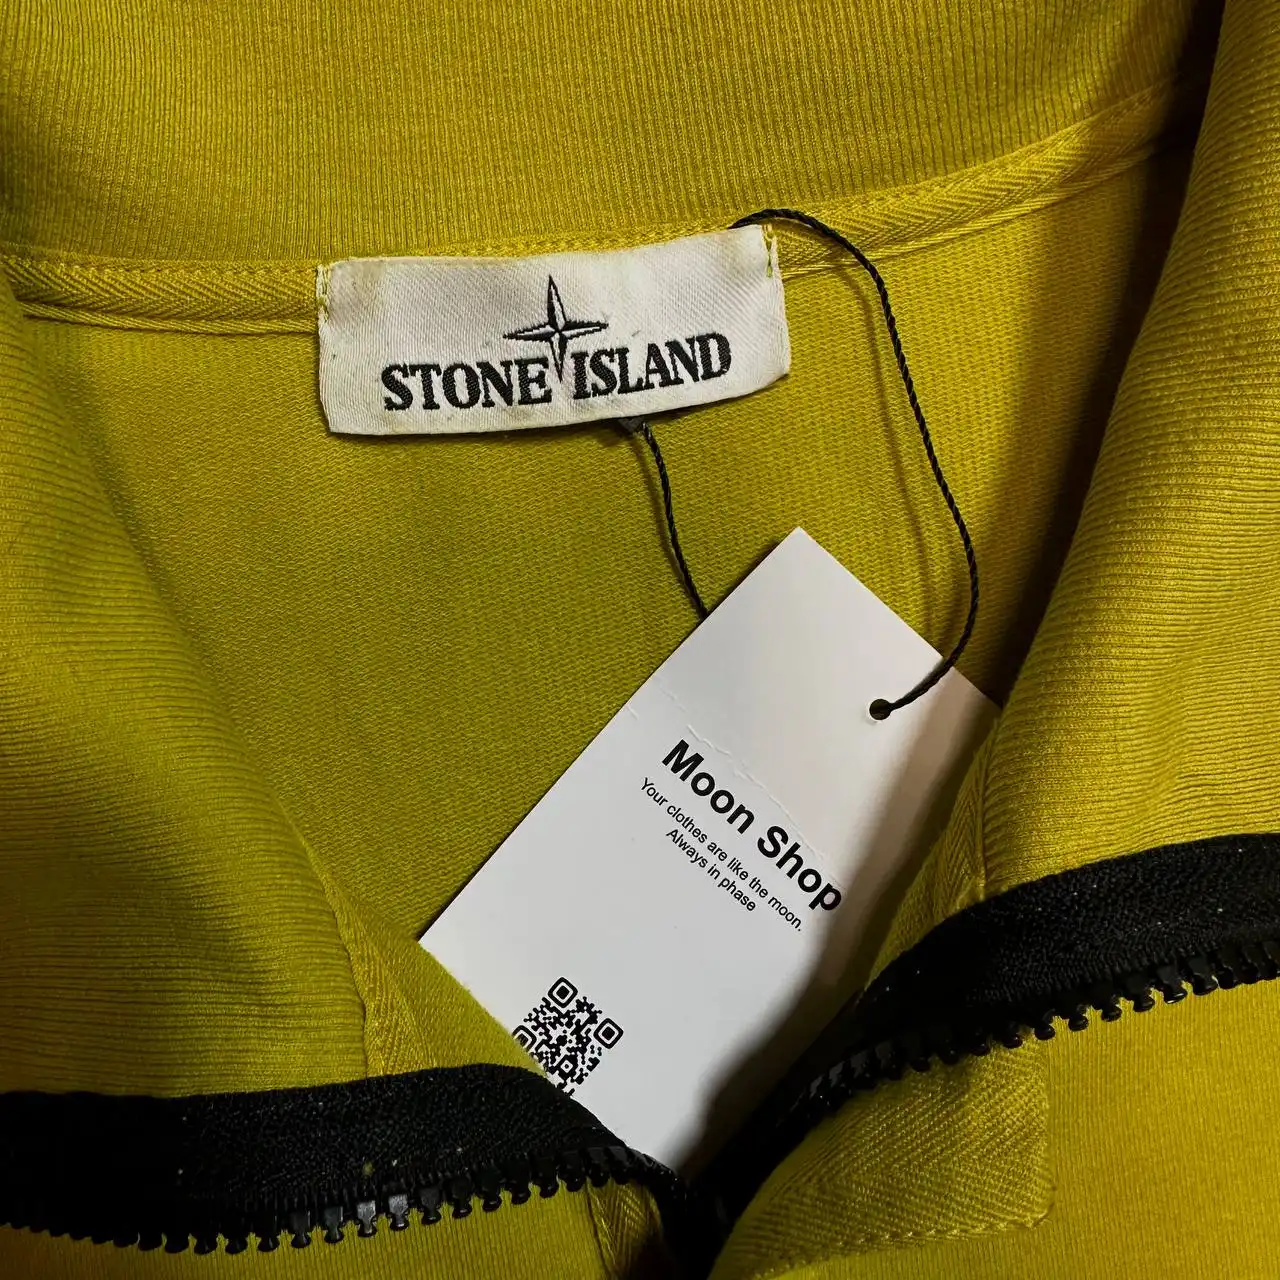 STONE ISLAND
Moon Shop
Your clothes are like the moon.
Always in phase